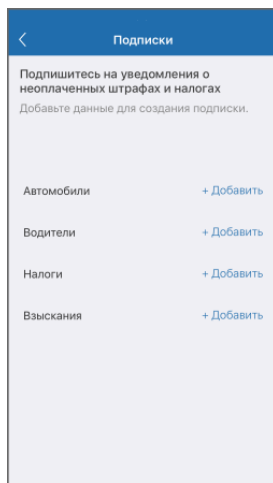 Подписки
Подпишитесь на уведомления о
неоплаченных штрафах и налогах
Добавьте данные для создания подписки.
Автомобили + Добавить
Водители + Добавить
Налоги + Добавить
Взыскания + Добавить